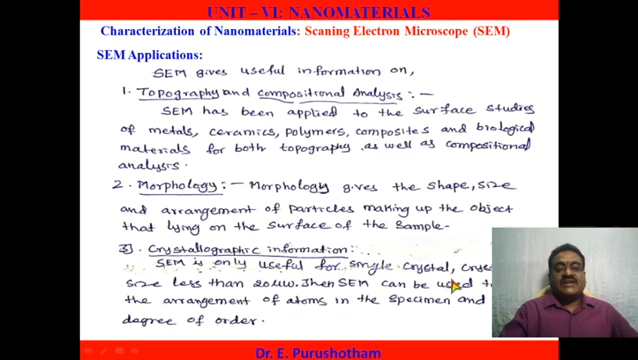 UNIT – VI: NANOMATERIALS
Characterization of Nanomaterials: Scaning Electron Microscope (SEM)
SEM Applications:
SEM gives useful information on,
1. Topography and compositional Analysis:-
SEM has been applied to the surface studies
of metals, ceramics, polymers, composites and biological
materials for both topography as well as compositional
analysis.
2. Morphology:- Morphology gives the shape, size
and arrangement of particles making up the object
that lying on the surface of the sample-
3]. Crystallographic information:
SEM is only useful for single crystal,
size less than 20 μm. Then SEM can be used
the arrangement of atoms in the specimen and
degree of order.
Dr. E. Purushotham